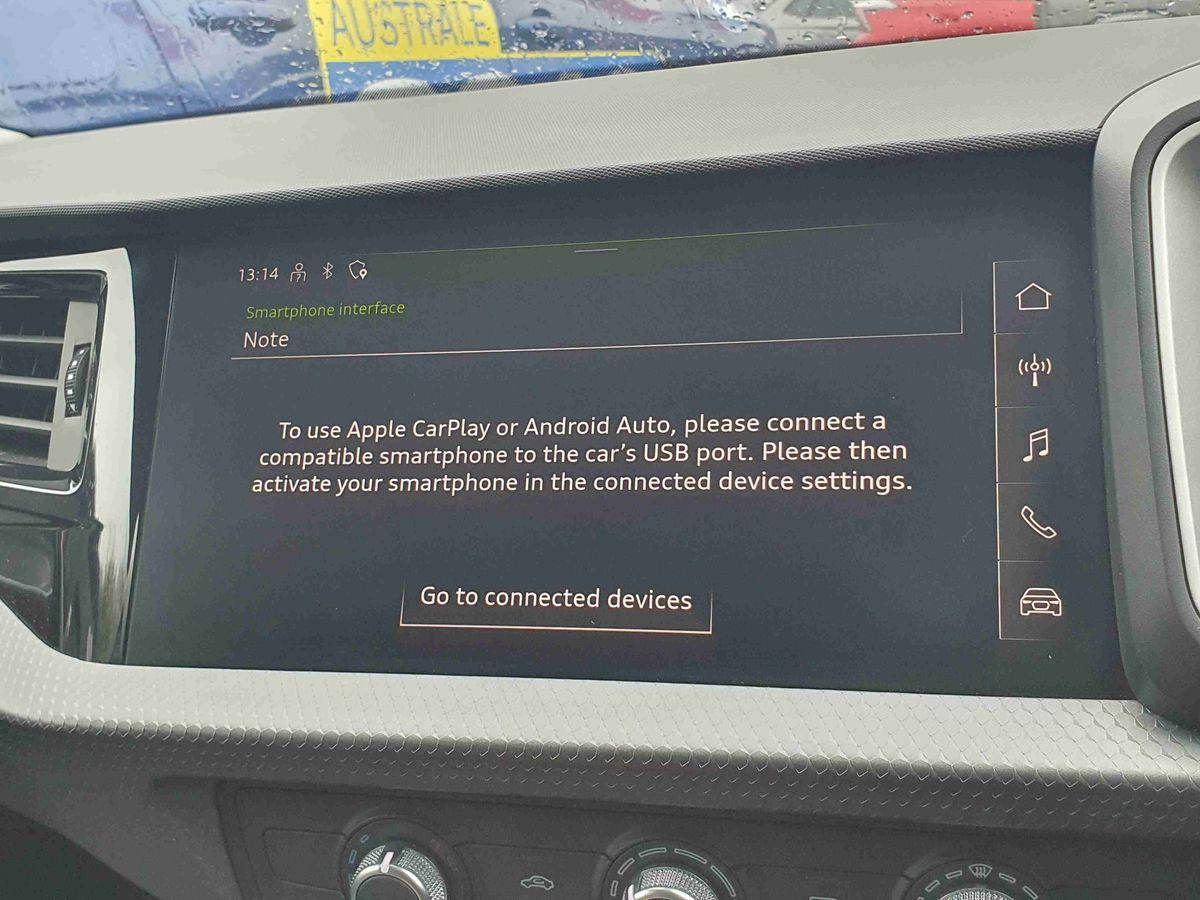 AUSTRALE
13:14
Smartphone interface
Note
To use Apple CarPlay or Android Auto, please connect a
compatible smartphone to the car's USB port. Please then
activate your smartphone in the connected device settings.
Go to connected devices